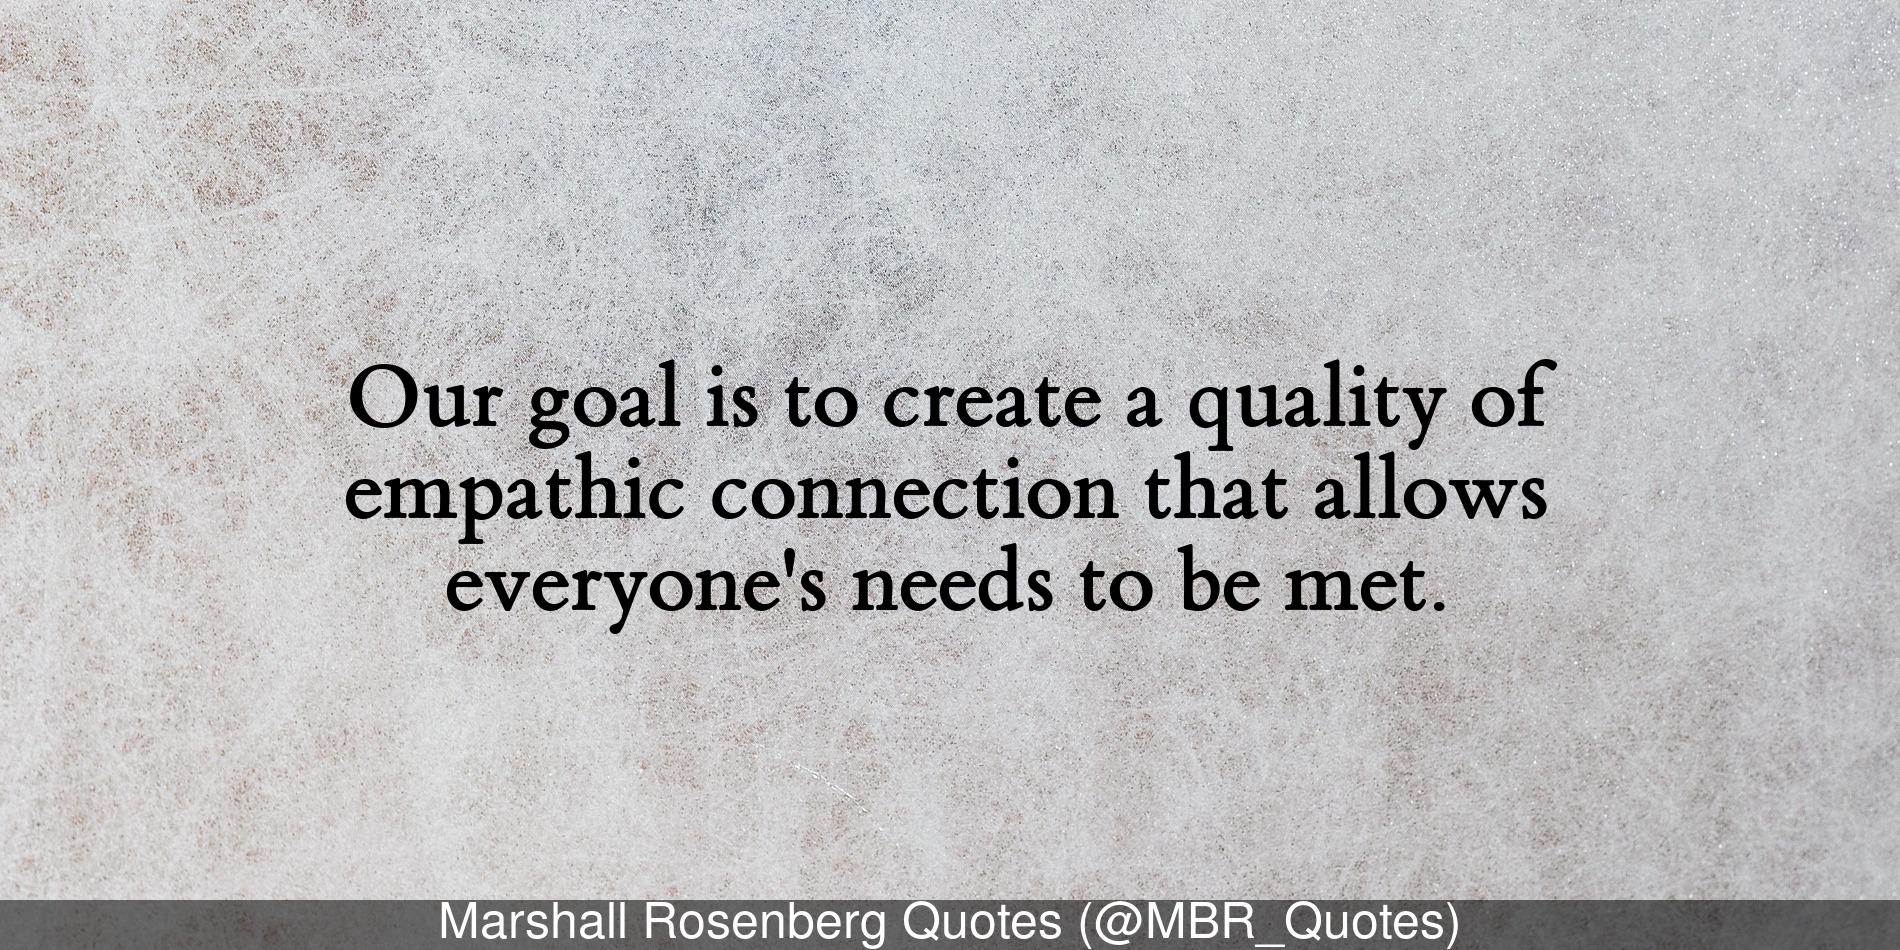 Our goal is to create a quality of
empathic connection that allows
everyone's needs to be met.
Marshall Rosenberg Quotes (@MBR_Quotes)